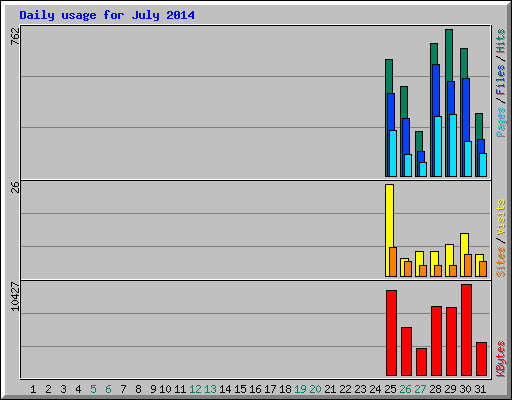 Daily usage for July 2014
762
Pages / Files / Hits
26
Sites / Visits
10427
KBytes
1 2 3 4 5 6 7 8 9 10 11 12 13 14 15 16 17 18 19 20 21 22 23 24 25 26 27 28 29 30 31